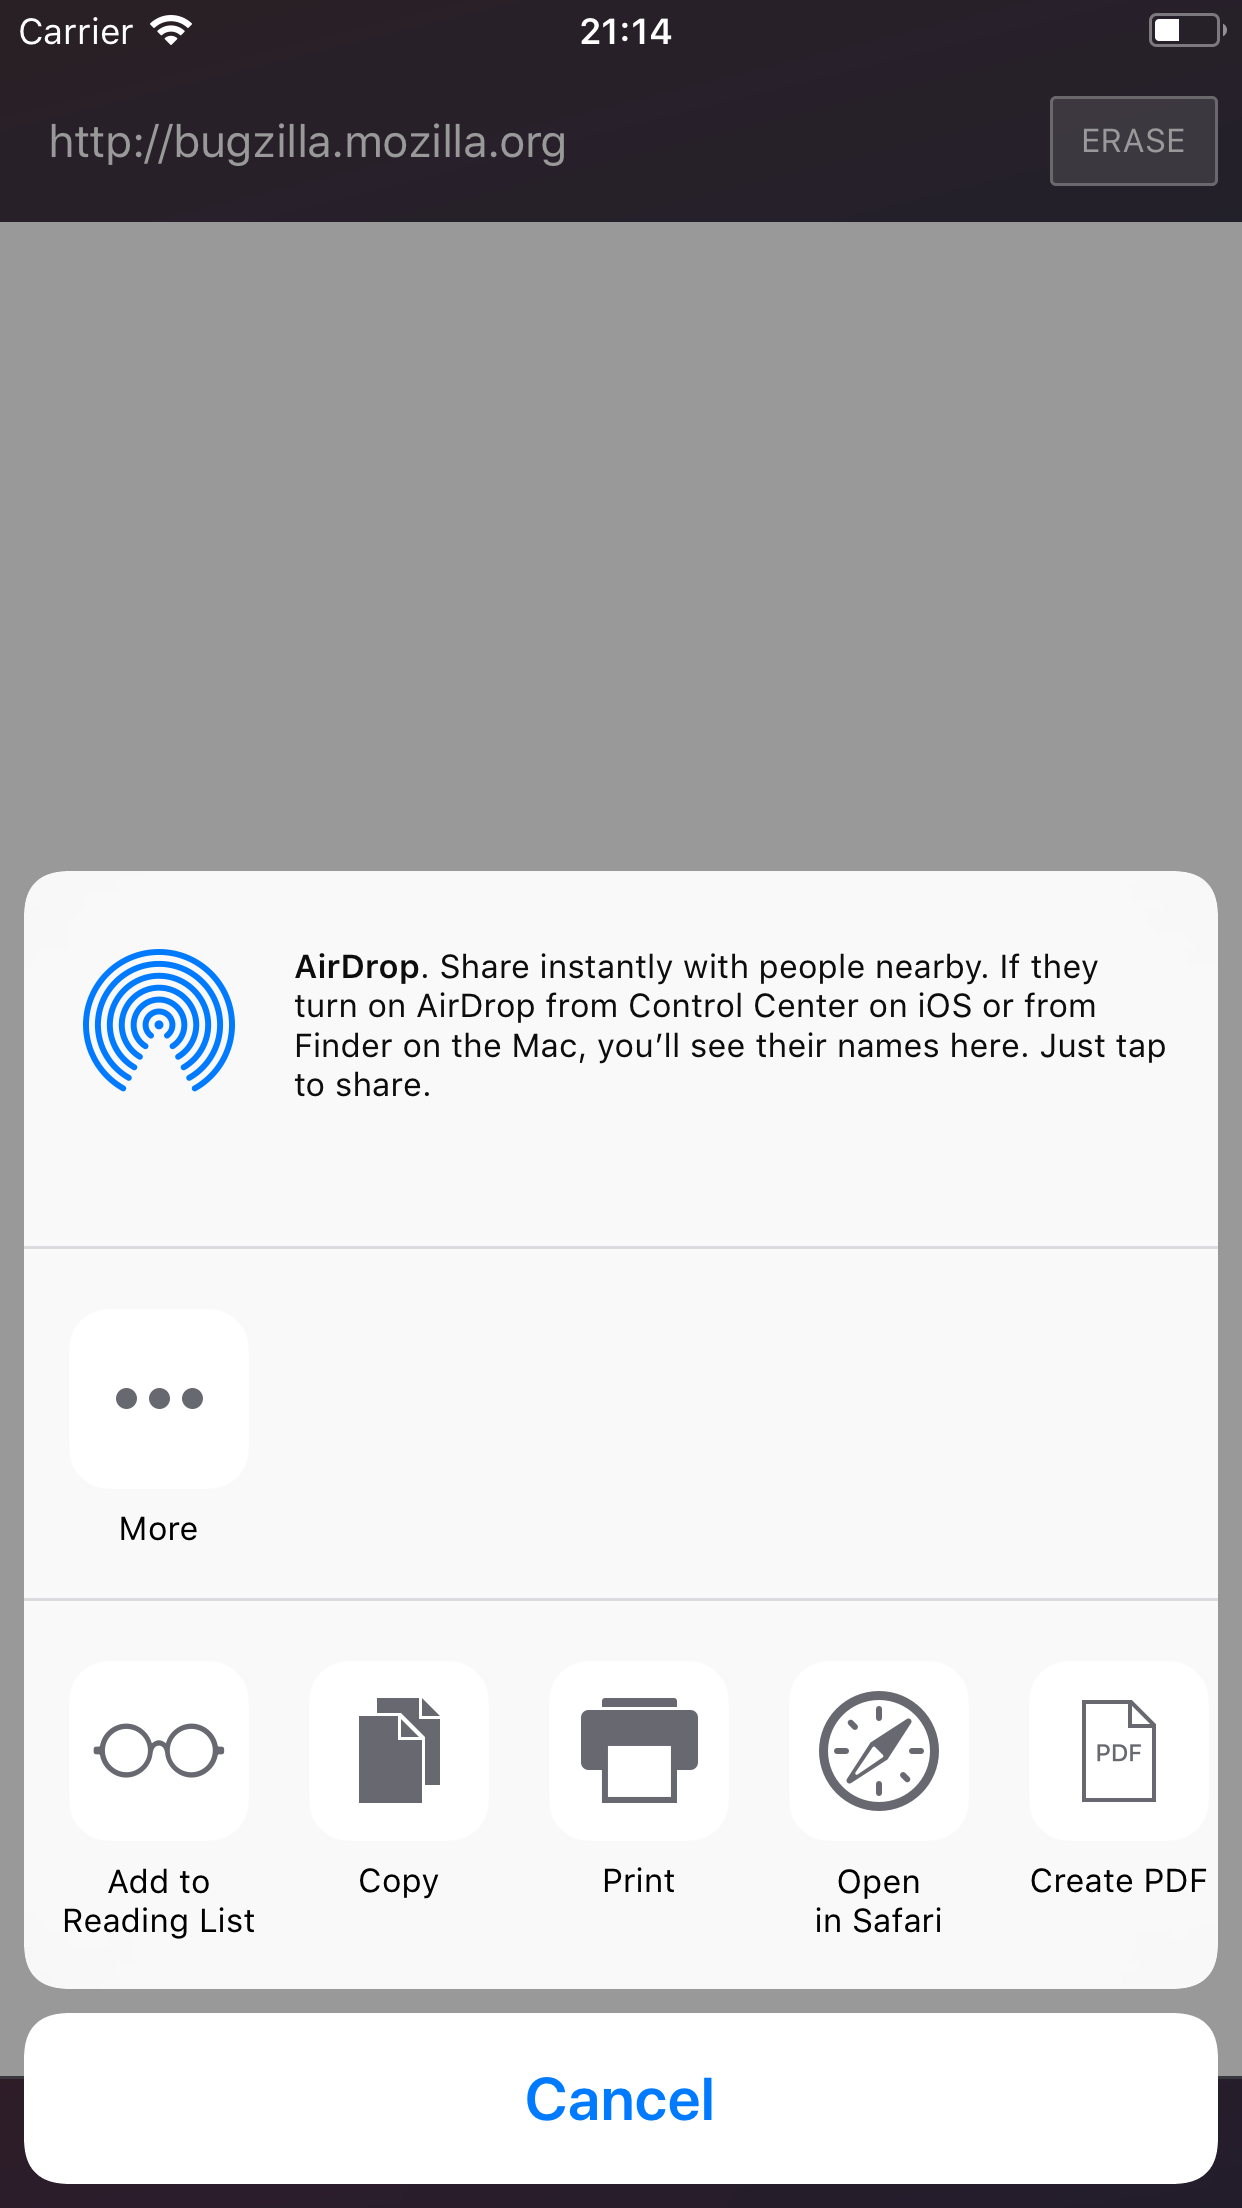 Carrier
21:14
http://bugzilla.mozilla.org
ERASE
AirDrop. Share instantly with people nearby. If they
turn on AirDrop from Control Center on iOS or from
Finder on the Mac, you’ll see their names here. Just tap
to share.
More
Add to
Reading List
Copy
Print
Open
in Safari
PDF
Create PDF
Cancel